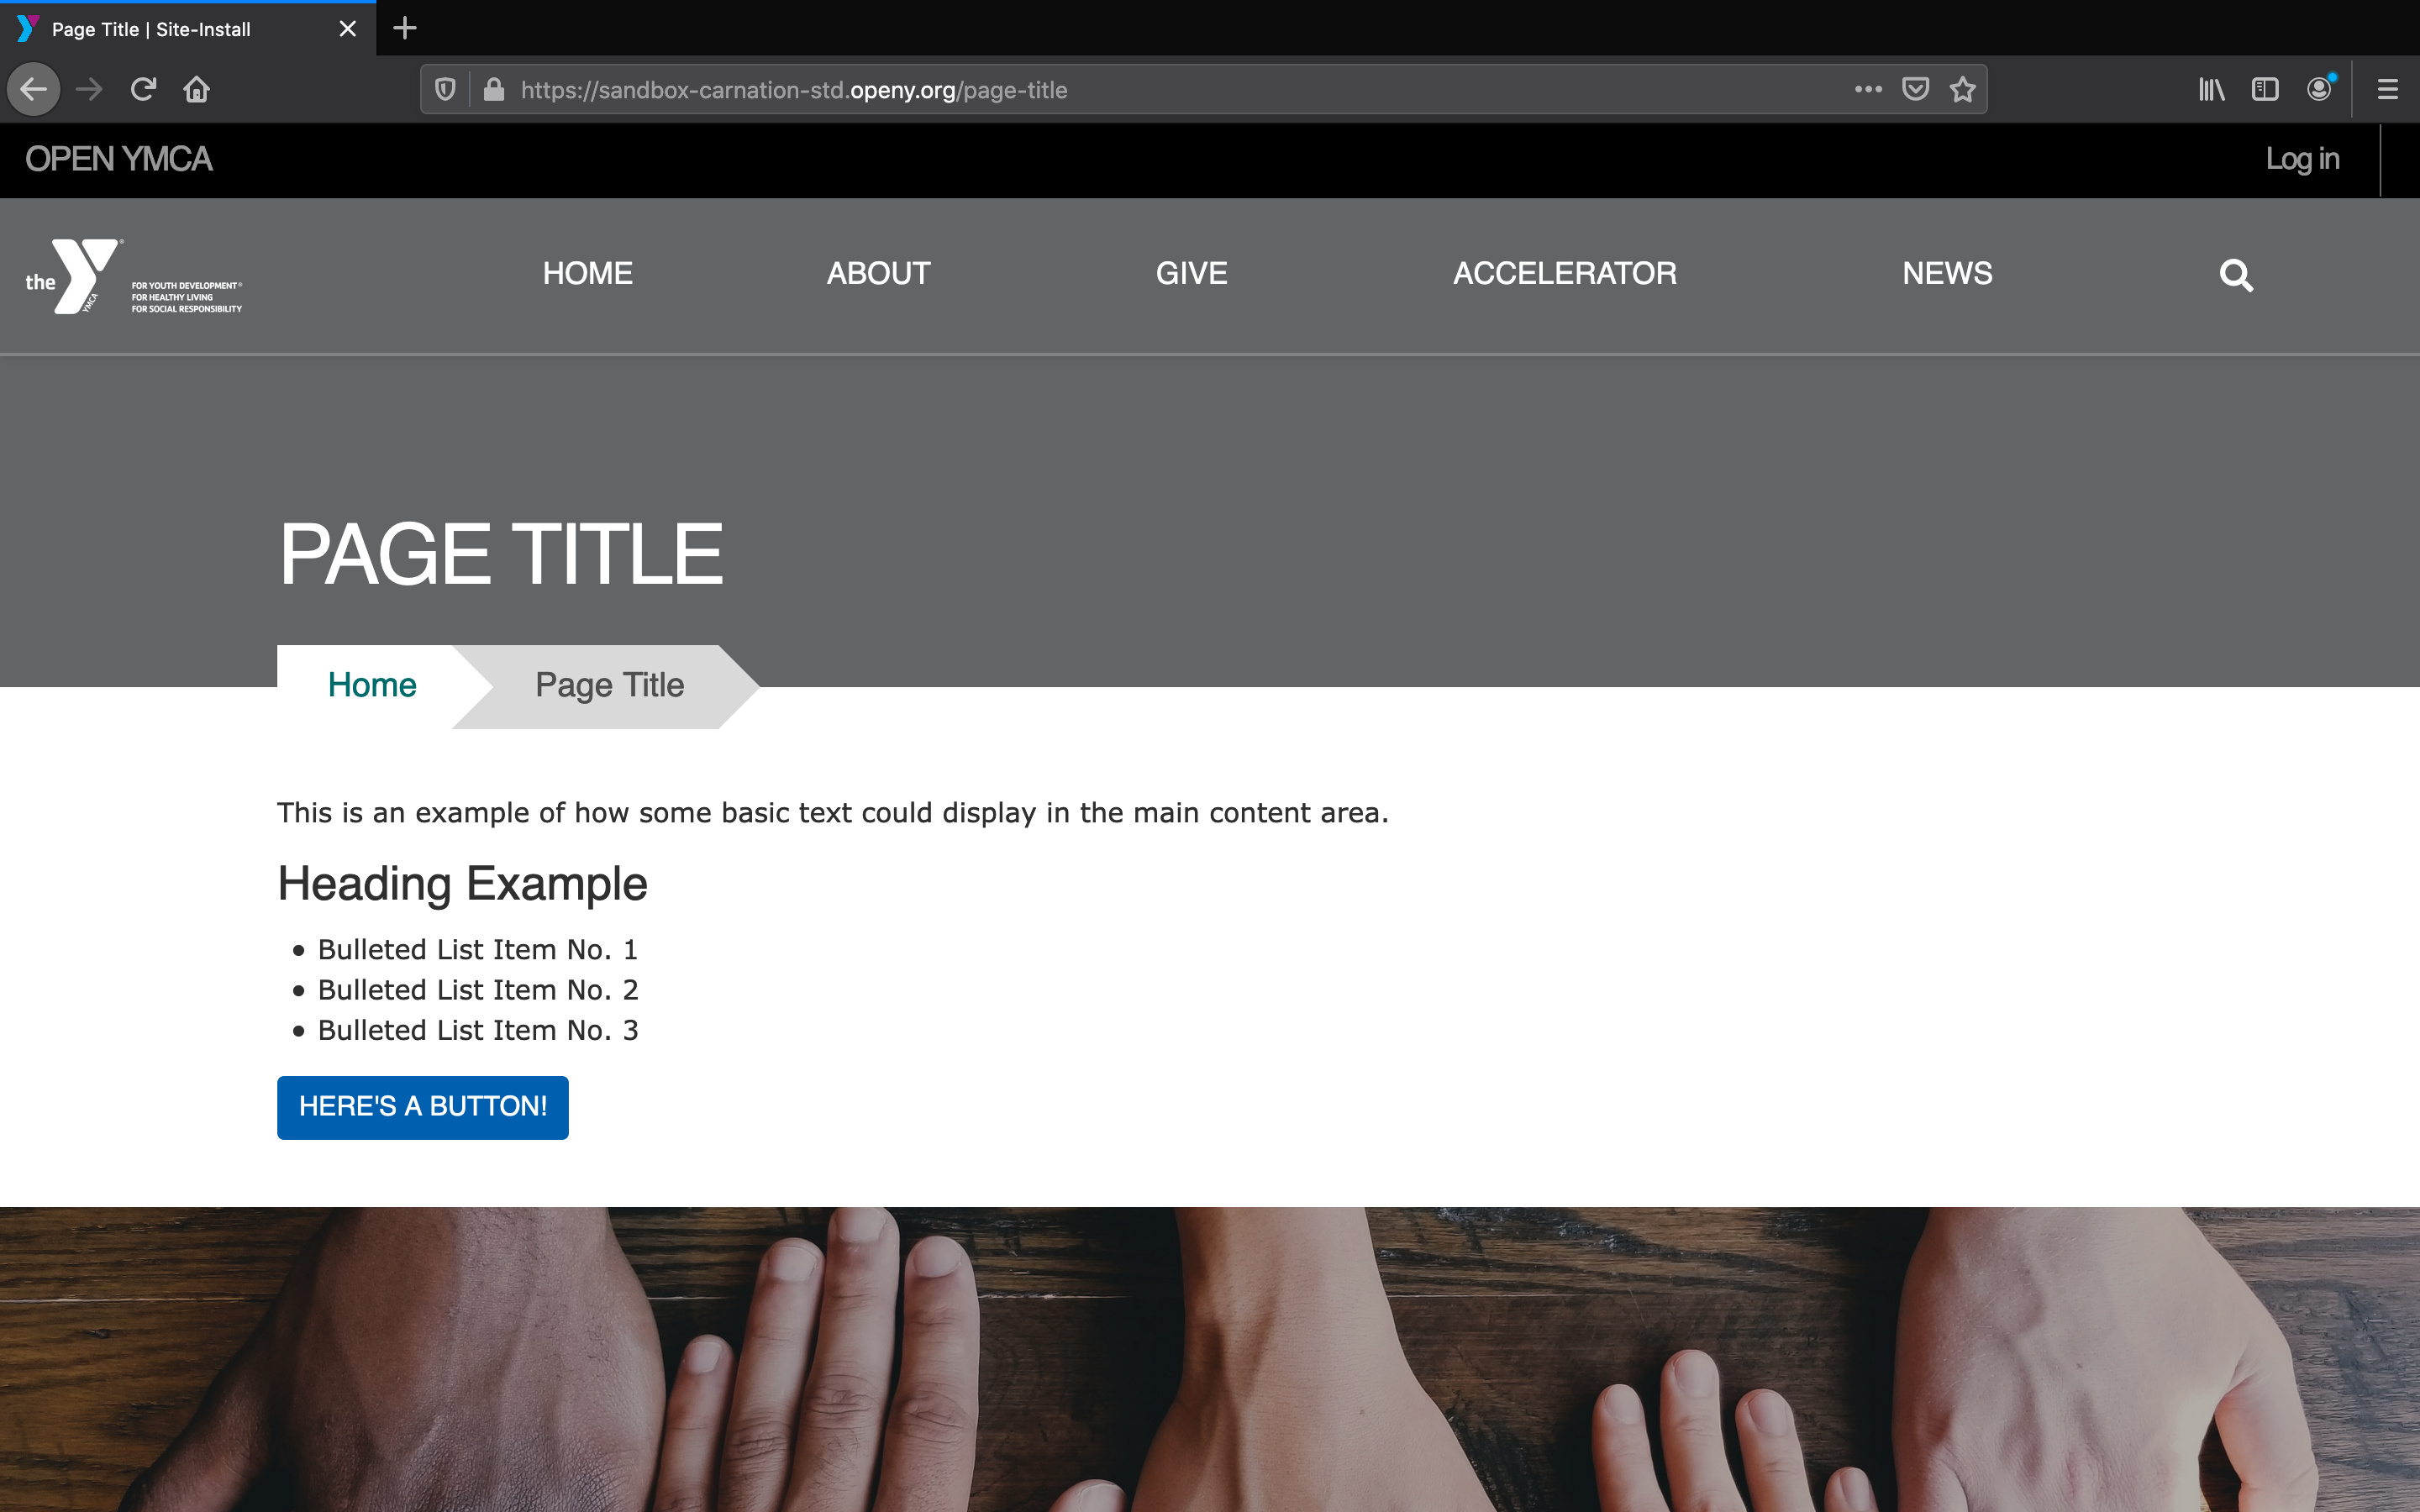 Page Title | Site-Install
https://sandbox-carnation-std.openy.org/page-title
OPEN YMCA
Log in
the
YMCA
FOR YOUTH DEVELOPMENT®
FOR HEALTHY LIVING
FOR SOCIAL RESPONSIBILITY
HOME
ABOUT
GIVE
ACCELERATOR
NEWS
PAGE TITLE
Home
Page Title
This is an example of how some basic text could display in the main content area.
Heading Example
• Bulleted List Item No. 1
• Bulleted List Item No. 2
• Bulleted List Item No. 3
HERE'S A BUTTON!